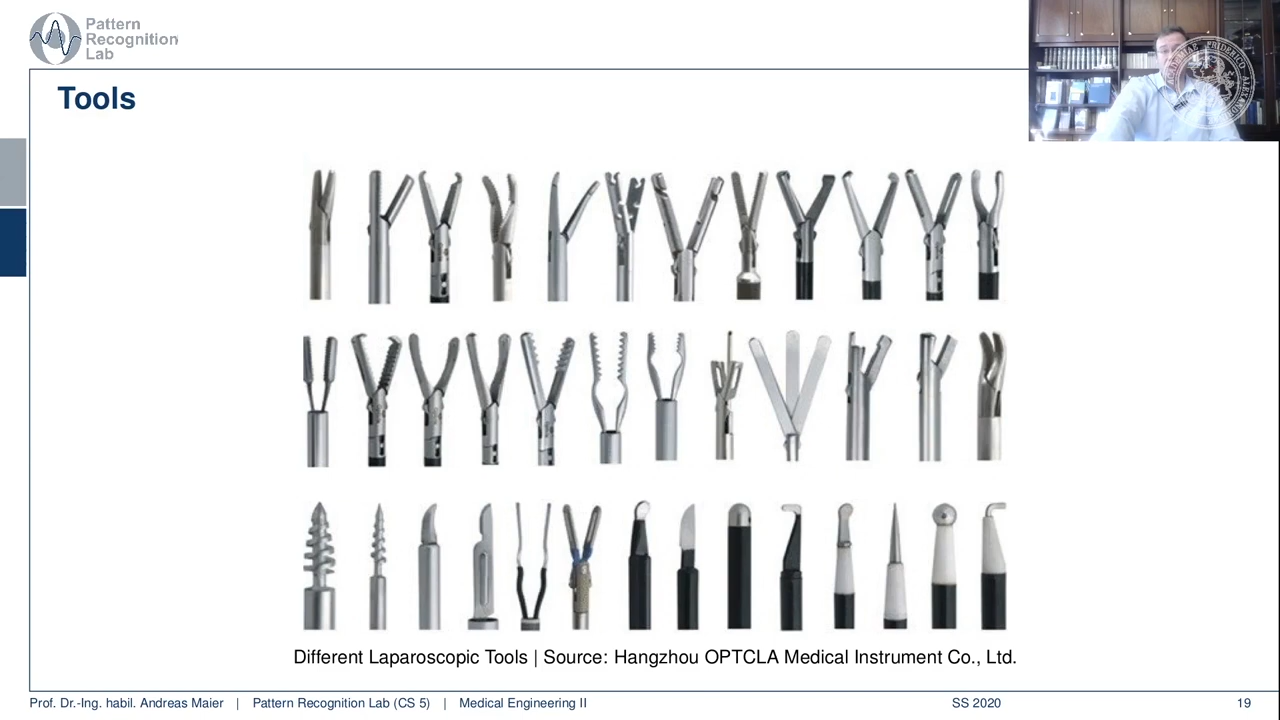 Pattern
Recognition
Lab
Tools
Different Laparoscopic Tools | Source: Hangzhou OPTCLA Medical Instrument Co., Ltd.
Prof. Dr.-Ing. habil. Andreas Maier | Pattern Recognition Lab (CS 5) | Medical Engineering II SS 2020 19